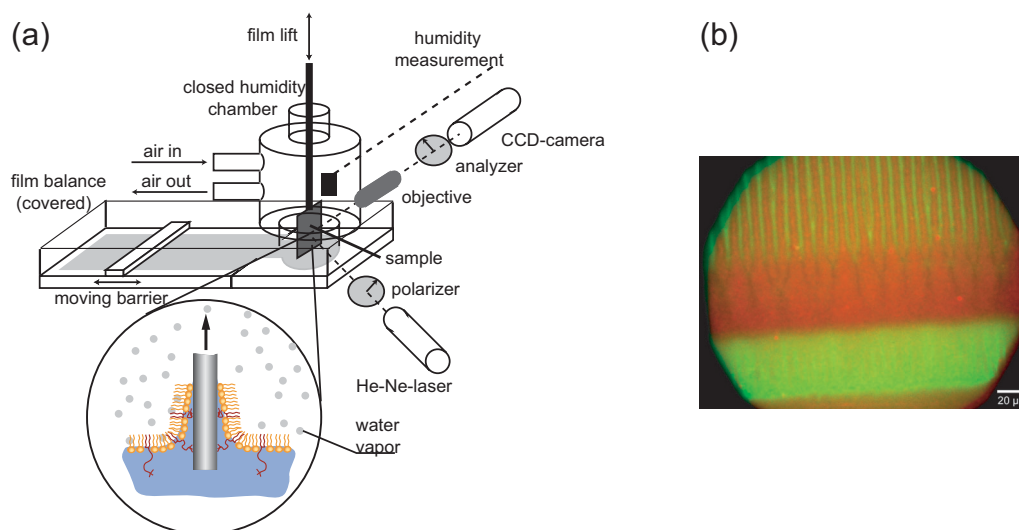 (a)
film lift
humidity
measurement
closed humidity
chamber
CCD-camera
air in
analyzer
film balance
(covered)
air out
objective
sample
moving barrier
polarizer
He-Ne-laser
water
vapor
(b)